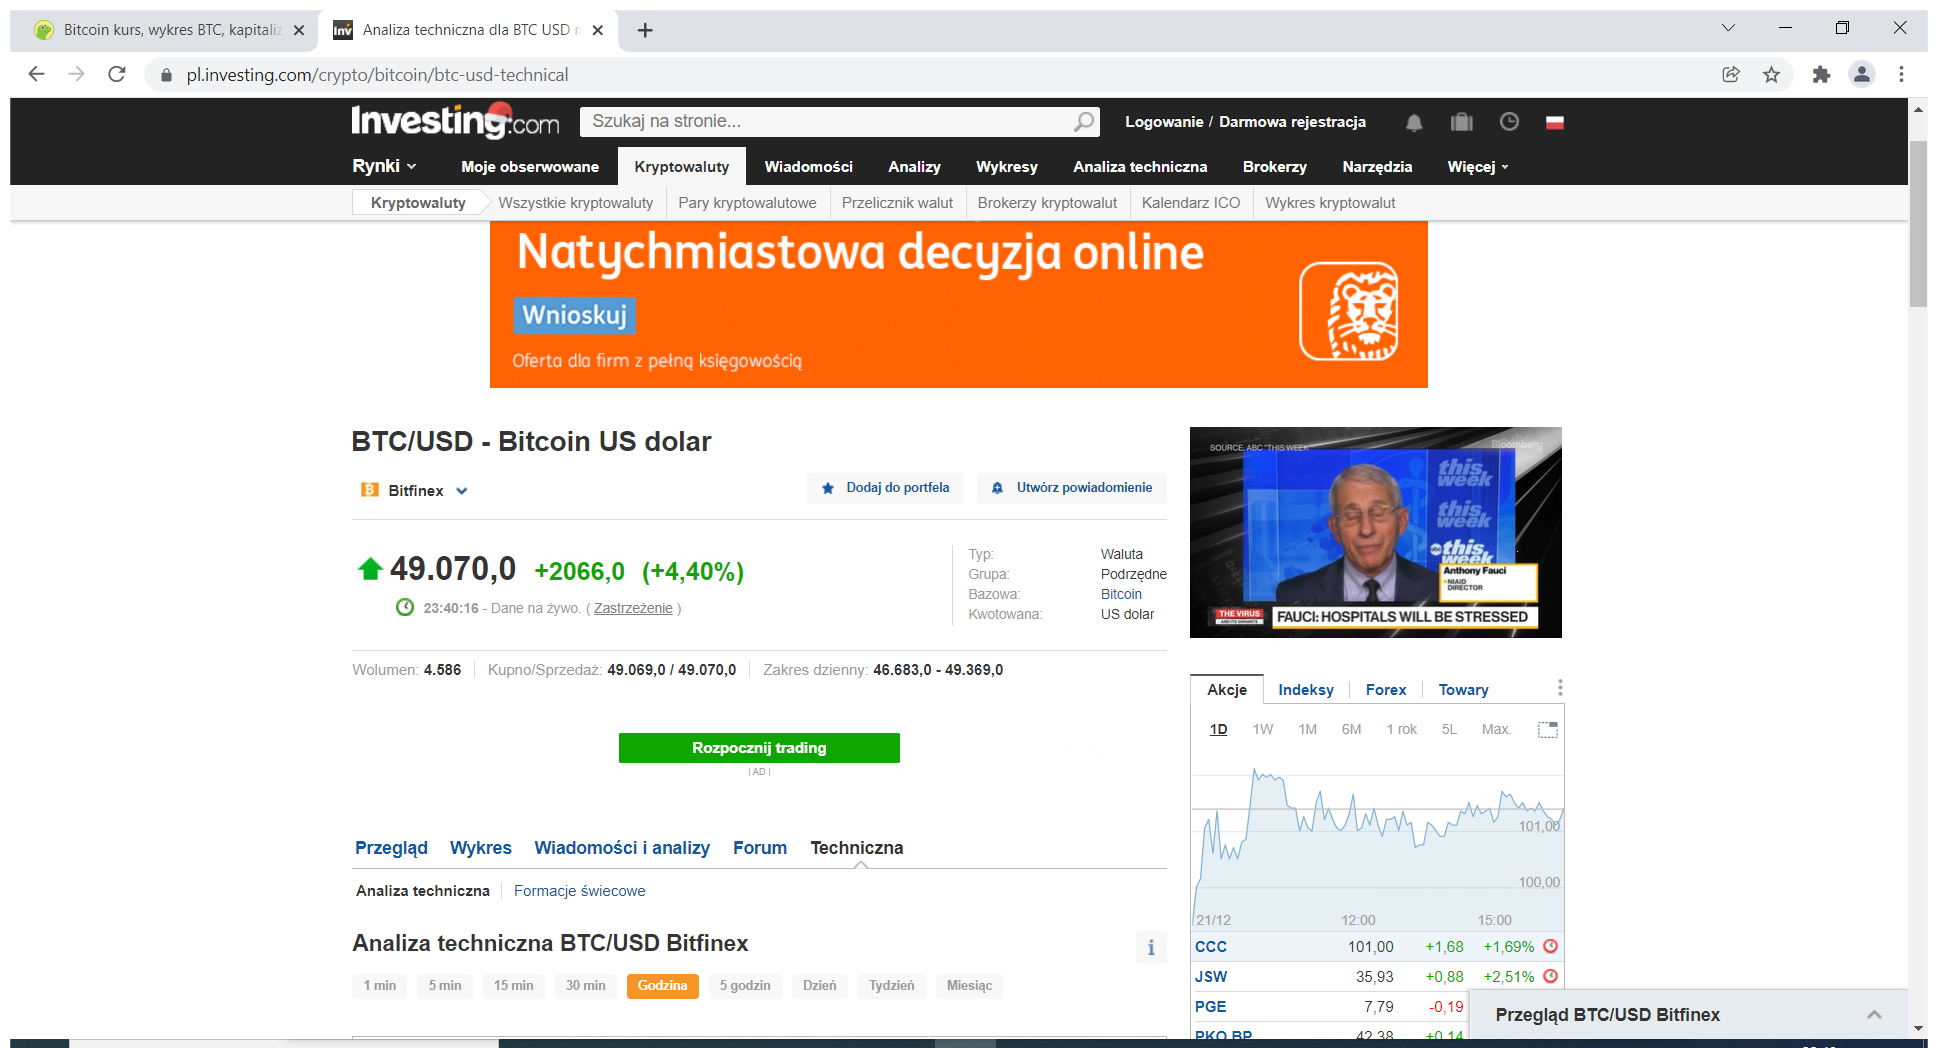 Bitcoin kurs, wykres BTC, kapitaliz
Analiza techniczna dla BTC USD
pl.investing.com/crypto/bitcoin/btc-usd-technical
Investing.com
Szukaj na stronie...
Logowanie / Darmowa rejestracja
Rynki
Moje obserwowane
Kryptowaluty
Wiadomości
Analizy
Wykresy
Analiza techniczna
Brokerzy
Narzędzia
Więcej
Kryptowaluty
Wszystkie kryptowaluty
Pary kryptowalutowe
Przelicznik walut
Brokerzy kryptowalut
Kalendarz ICO
Wykres kryptowalut
Natychmiastowa decyzja online
Wnioskuj
Oferta dla firm z pełną księgowością
BTC/USD - Bitcoin US dolar
Bitfinex
Dodaj do portfela
Utwórz powiadomienie
49.070,0 +2066,0 (+4,40%)
23:40:16 - Dane na żywo. ( Zastrzeżenie )
Typ: Waluta
Grupa: Podrzędne
Bazowa: Bitcoin
Kwotowana: US dolar
Wolumen: 4.586
Kupno/Sprzedaż: 49.069,0 / 49.070,0
Zakres dzienny: 46.683,0 - 49.369,0
Rozpocznij trading
| AD |
Przegląd
Wykres
Wiadomości i analizy
Forum
Techniczna
Analiza techniczna
Formacje świecowe
Analiza techniczna BTC/USD Bitfinex
i
1 min
5 min
15 min
30 min
Godzina
5 godzin
Dzień
Tydzień
Miesiąc
SOURCE: ABC "THIS WEEK"
Bloomberg
this week
this week
abc this week
Anthony Fauci
NIAID
DIRECTOR
THE VIRUS
AND ITS VARIANTS
FAUCI: HOSPITALS WILL BE STRESSED
Akcje
Indeksy
Forex
Towary
1D
1W
1M
6M
1 rok
5L
Max.
101,00
100,00
21/12
12:00
15:00
CCC 101,00 +1,68 +1,69%
JSW 35,93 +0,88 +2,51%
PGE 7,79 -0,19
PKO BP 42,38 +0,14
Przegląd BTC/USD Bitfinex